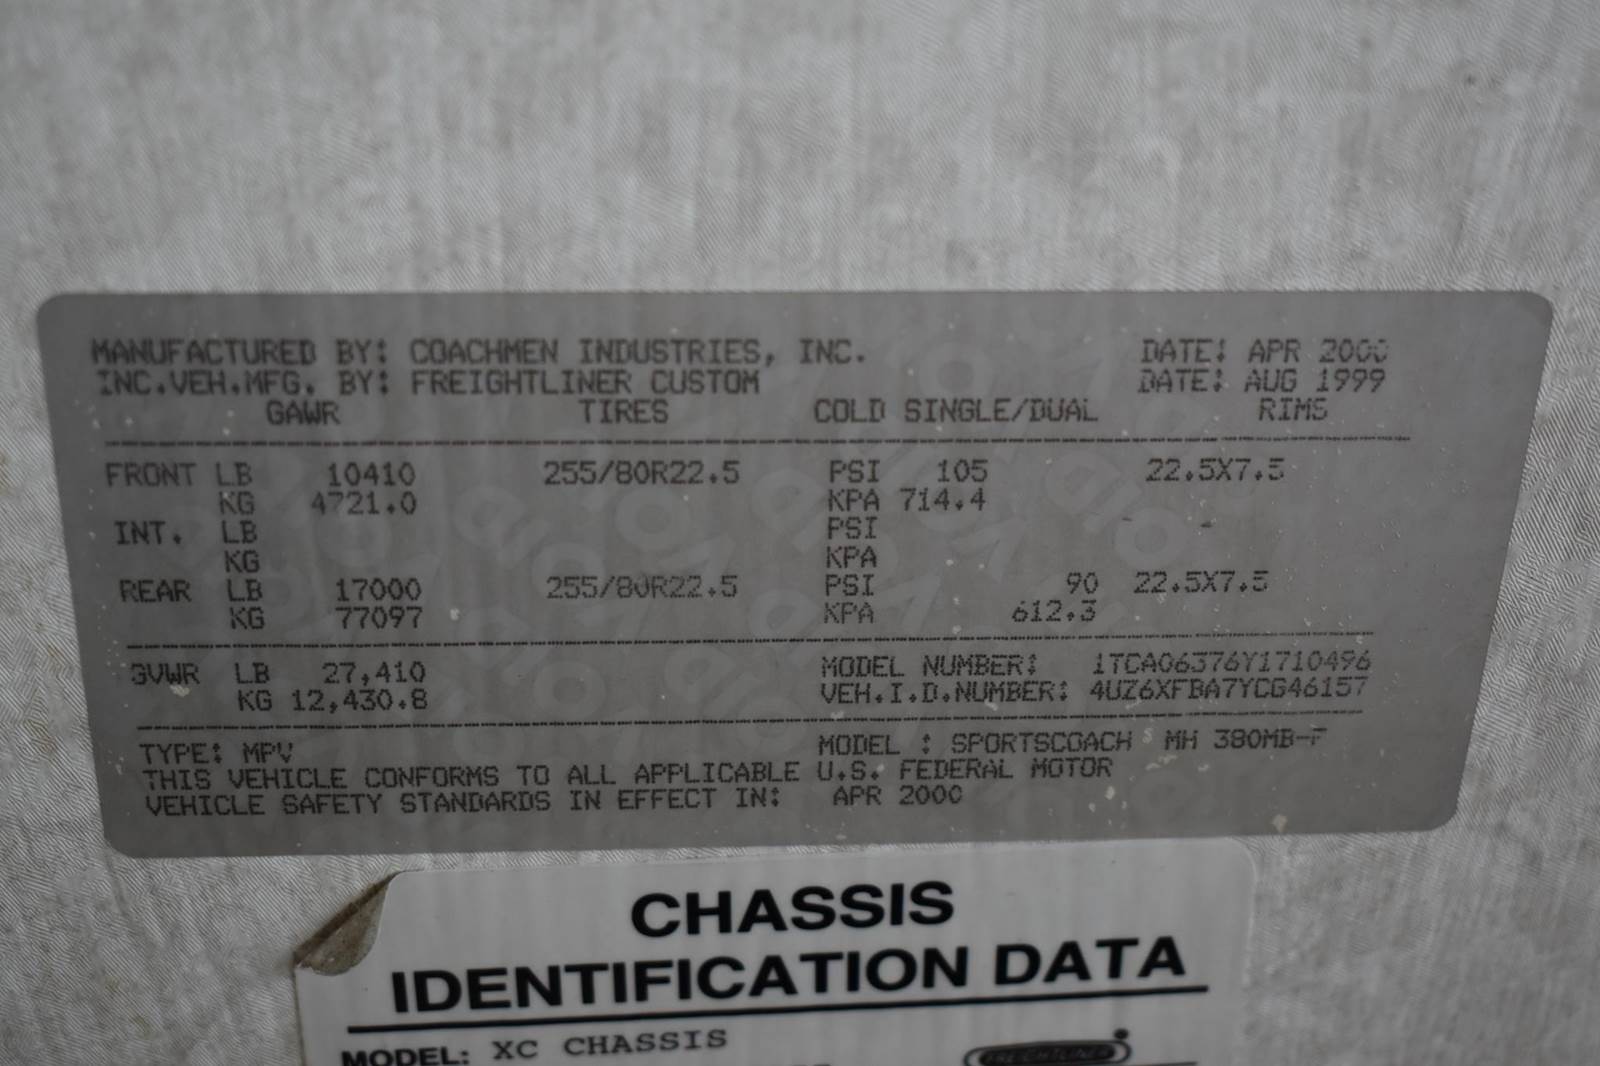 MANUFACTURED BY: COACHMEN INDUSTRIES, INC. DATE: APR 2000
INC.VEH.MFG. BY: FREIGHTLINER CUSTOM DATE: AUG 1999
GAWR TIRES COLD SINGLE/DUAL RIMS
FRONT LB 10410 255/80R22.5 PSI 105 22.5X7.5
KG 4721.0 KPA 714.4
INT. LB PSI
KG KPA
REAR LB 17000 255/80R22.5 PSI 90 22.5X7.5
KG 77097 KPA 612.3
GVWR LB 27,410 MODEL NUMBER: 1TCA06376Y1710496
KG 12,430.8 VEH.I.D.NUMBER: 4UZ6XFBA7YCG46157
TYPE: MPV MODEL : SPORTSCOACH MH 380MB-F
THIS VEHICLE CONFORMS TO ALL APPLICABLE U.S. FEDERAL MOTOR
VEHICLE SAFETY STANDARDS IN EFFECT IN: APR 2000
CHASSIS
IDENTIFICATION DATA
MODEL: XC CHASSIS
FREIGHTLINER